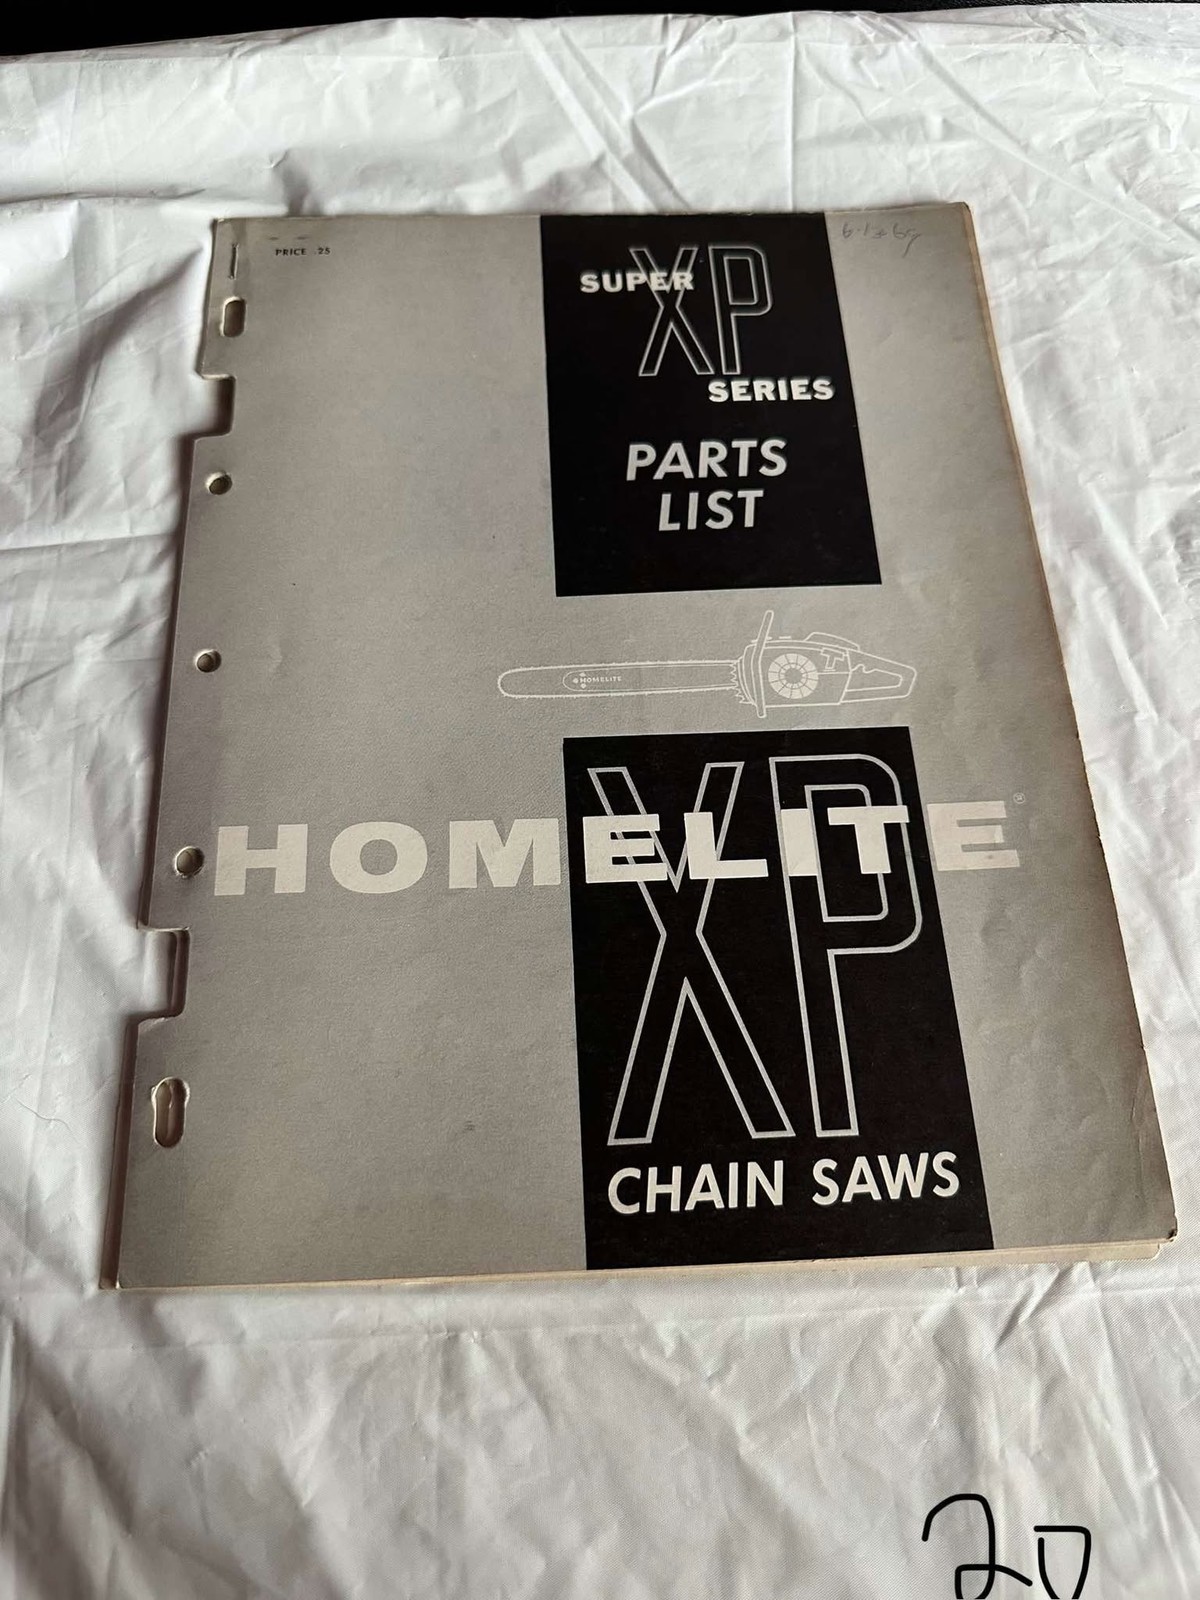 PRICE .25
SUPER XP
SERIES
PARTS
LIST
HOMELITE
HOMELITE®
XP
CHAIN SAWS
20